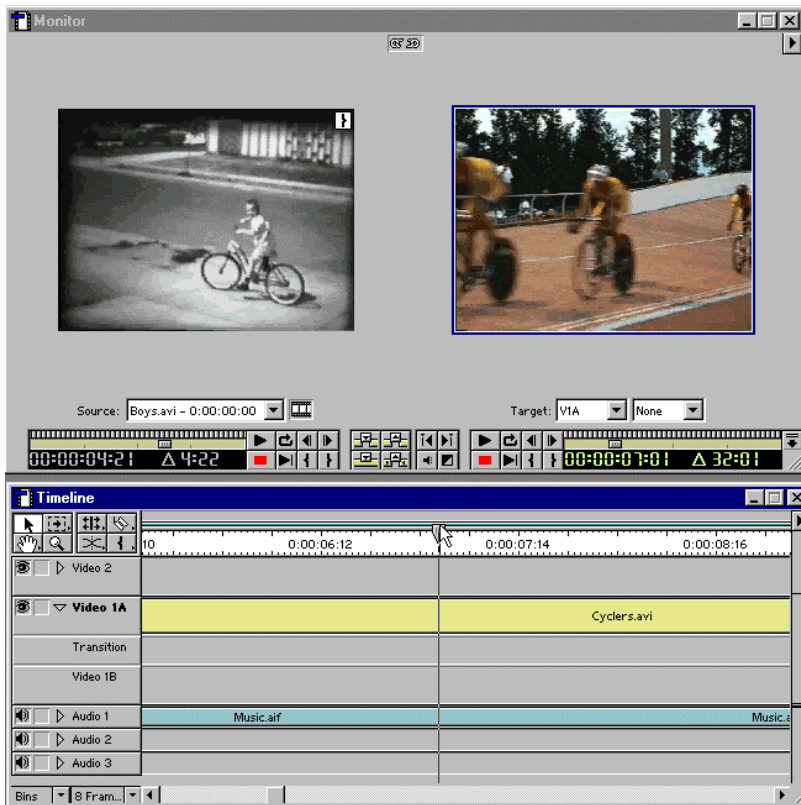 Monitor
Source: Boys.avi – 0:00:00:00
Target: V1A None
00:00:04:21 Δ 4:22
00:00:07:01 Δ 32:01
Timeline
10 0:00:06:12 0:00:07:14 0:00:08:16
Video 2
Video 1A
Cyclers.avi
Transition
Video 1B
Audio 1
Music.aif
Music.a
Audio 2
Audio 3
Bins 8 Fram...